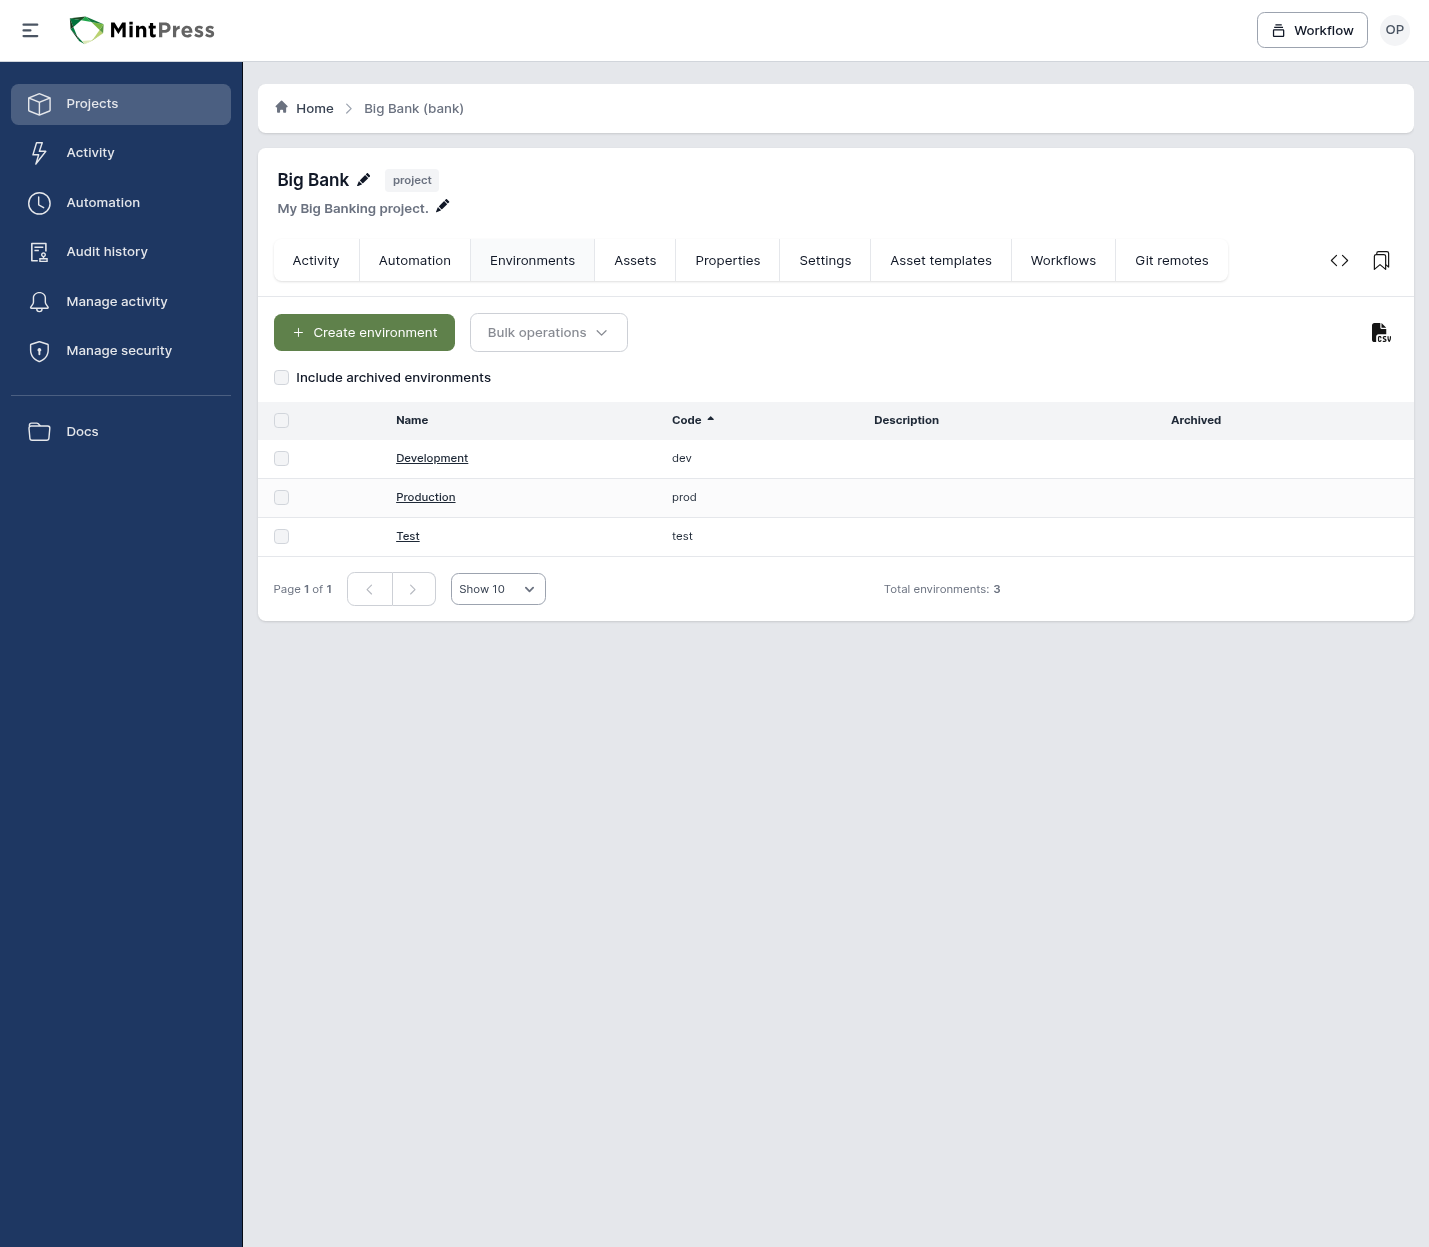 MintPress
Workflow
OP
Projects
Activity
Automation
Audit history
Manage activity
Manage security
Docs
Home Big Bank (bank)
Big Bank project
My Big Banking project.
Activity Automation Environments Assets Properties Settings Asset templates Workflows Git remotes
Create environment Bulk operations
CSV
Include archived environments
Name Code Description Archived
Development dev
Production prod
Test test
Page 1 of 1 Show 10 Total environments: 3